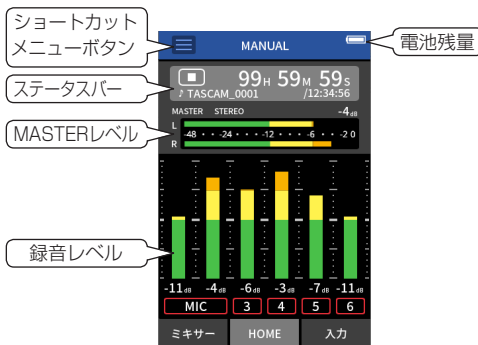 ショートカット
メニューボタン
MANUAL
電池残量
ステータスバー
99H 59M 59s
♪ TASCAM_0001 /12:34:56
MASTER STEREO -4dB
MASTERレベル
L
-48 · · -24 · · · · -12 · · · · -6 · · -2 0
R
録音レベル
-11dB -4dB -6dB -3dB -7dB -11dB
MIC 3 4 5 6
ミキサー HOME 入力